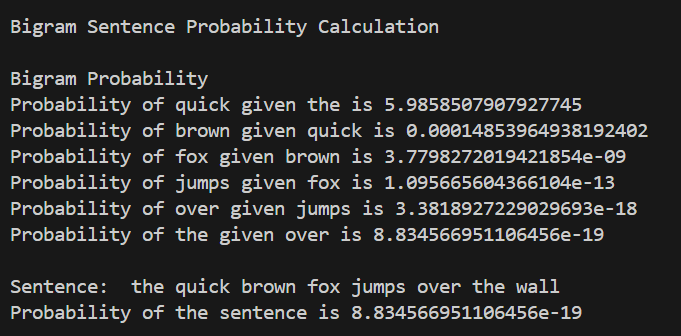 Bigram Sentence Probability Calculation
Bigram Probability
Probability of quick given the is 5.9858507907927745
Probability of brown given quick is 0.00014853964938192402
Probability of fox given brown is 3.7798272019421854e-09
Probability of jumps given fox is 1.095665604366104e-13
Probability of over given jumps is 3.3818927229029693e-18
Probability of the given over is 8.834566951106456e-19
Sentence:  the quick brown fox jumps over the wall
Probability of the sentence is 8.834566951106456e-19